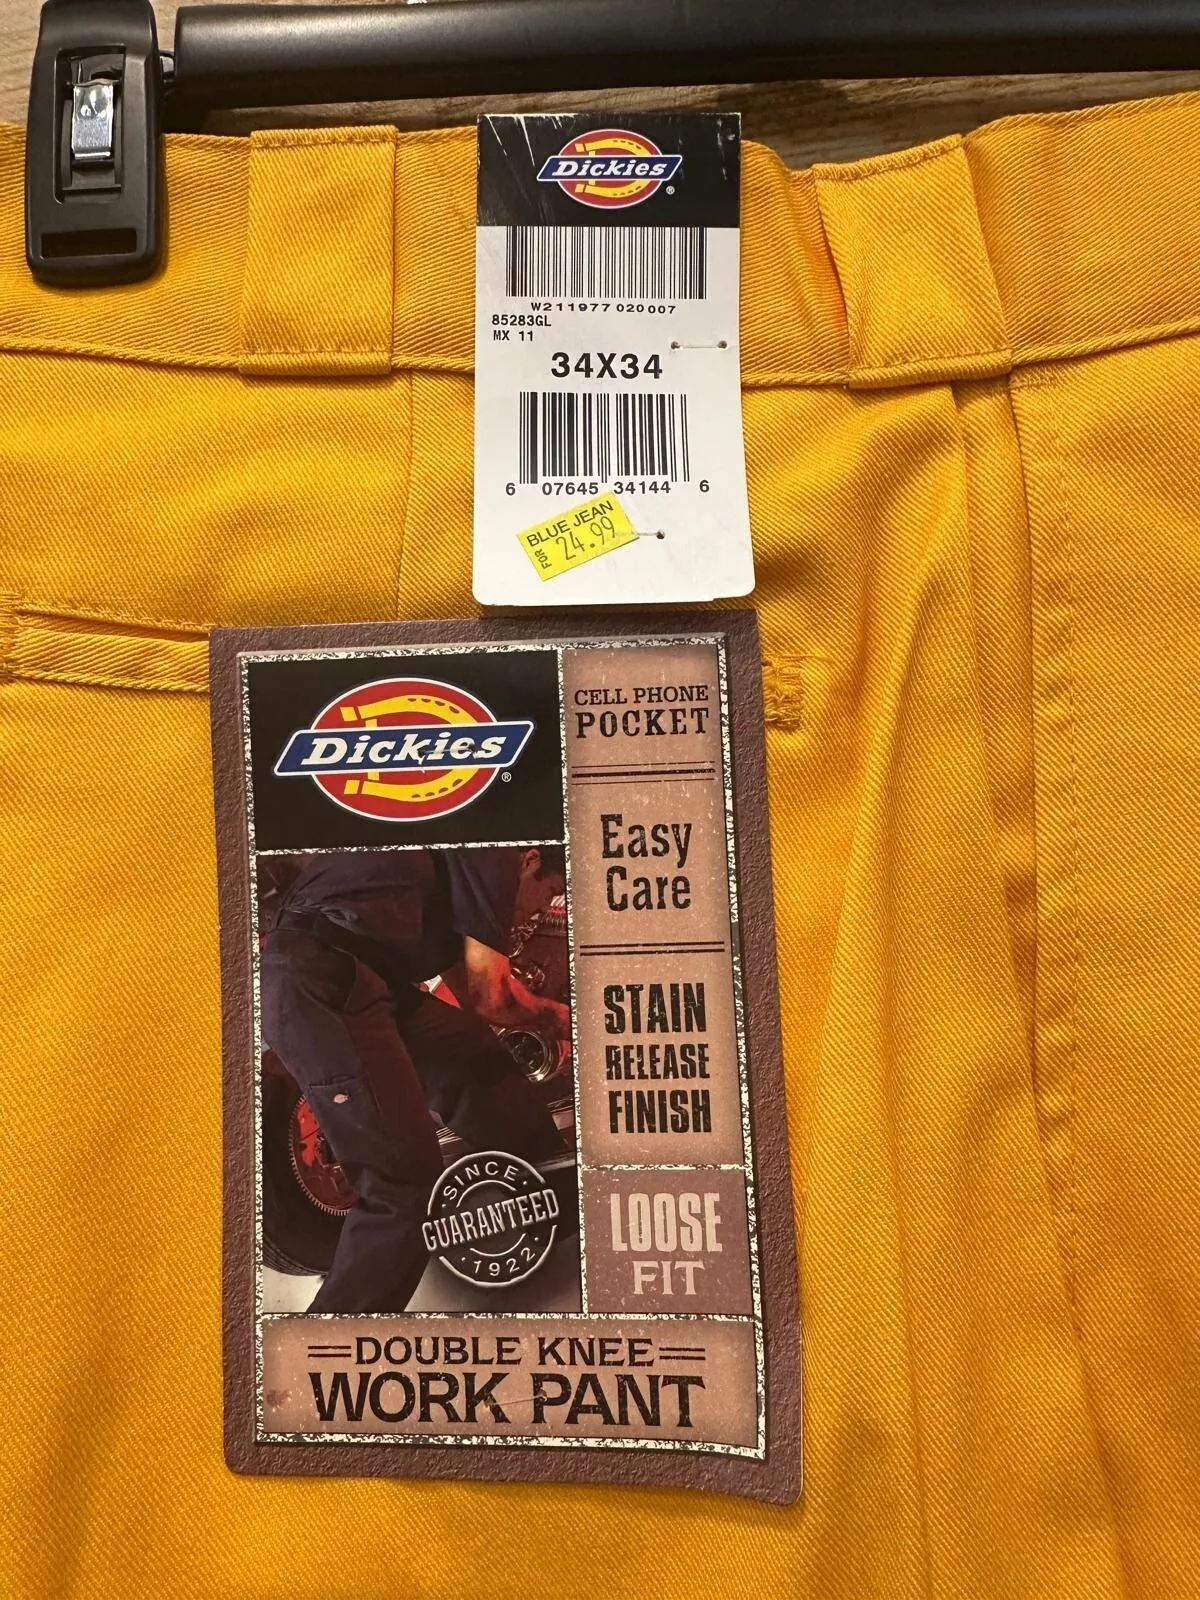 Dickies®
W211977 020007
85283GL
MX 11
34X34
6 07645 34144 6
BLUE JEAN
FOR 24.99
Dickies®
CELL PHONE
POCKET
Easy
Care
STAIN
RELEASE
FINISH
SINCE
GUARANTEED
1922
LOOSE
FIT
DOUBLE KNEE
WORK PANT